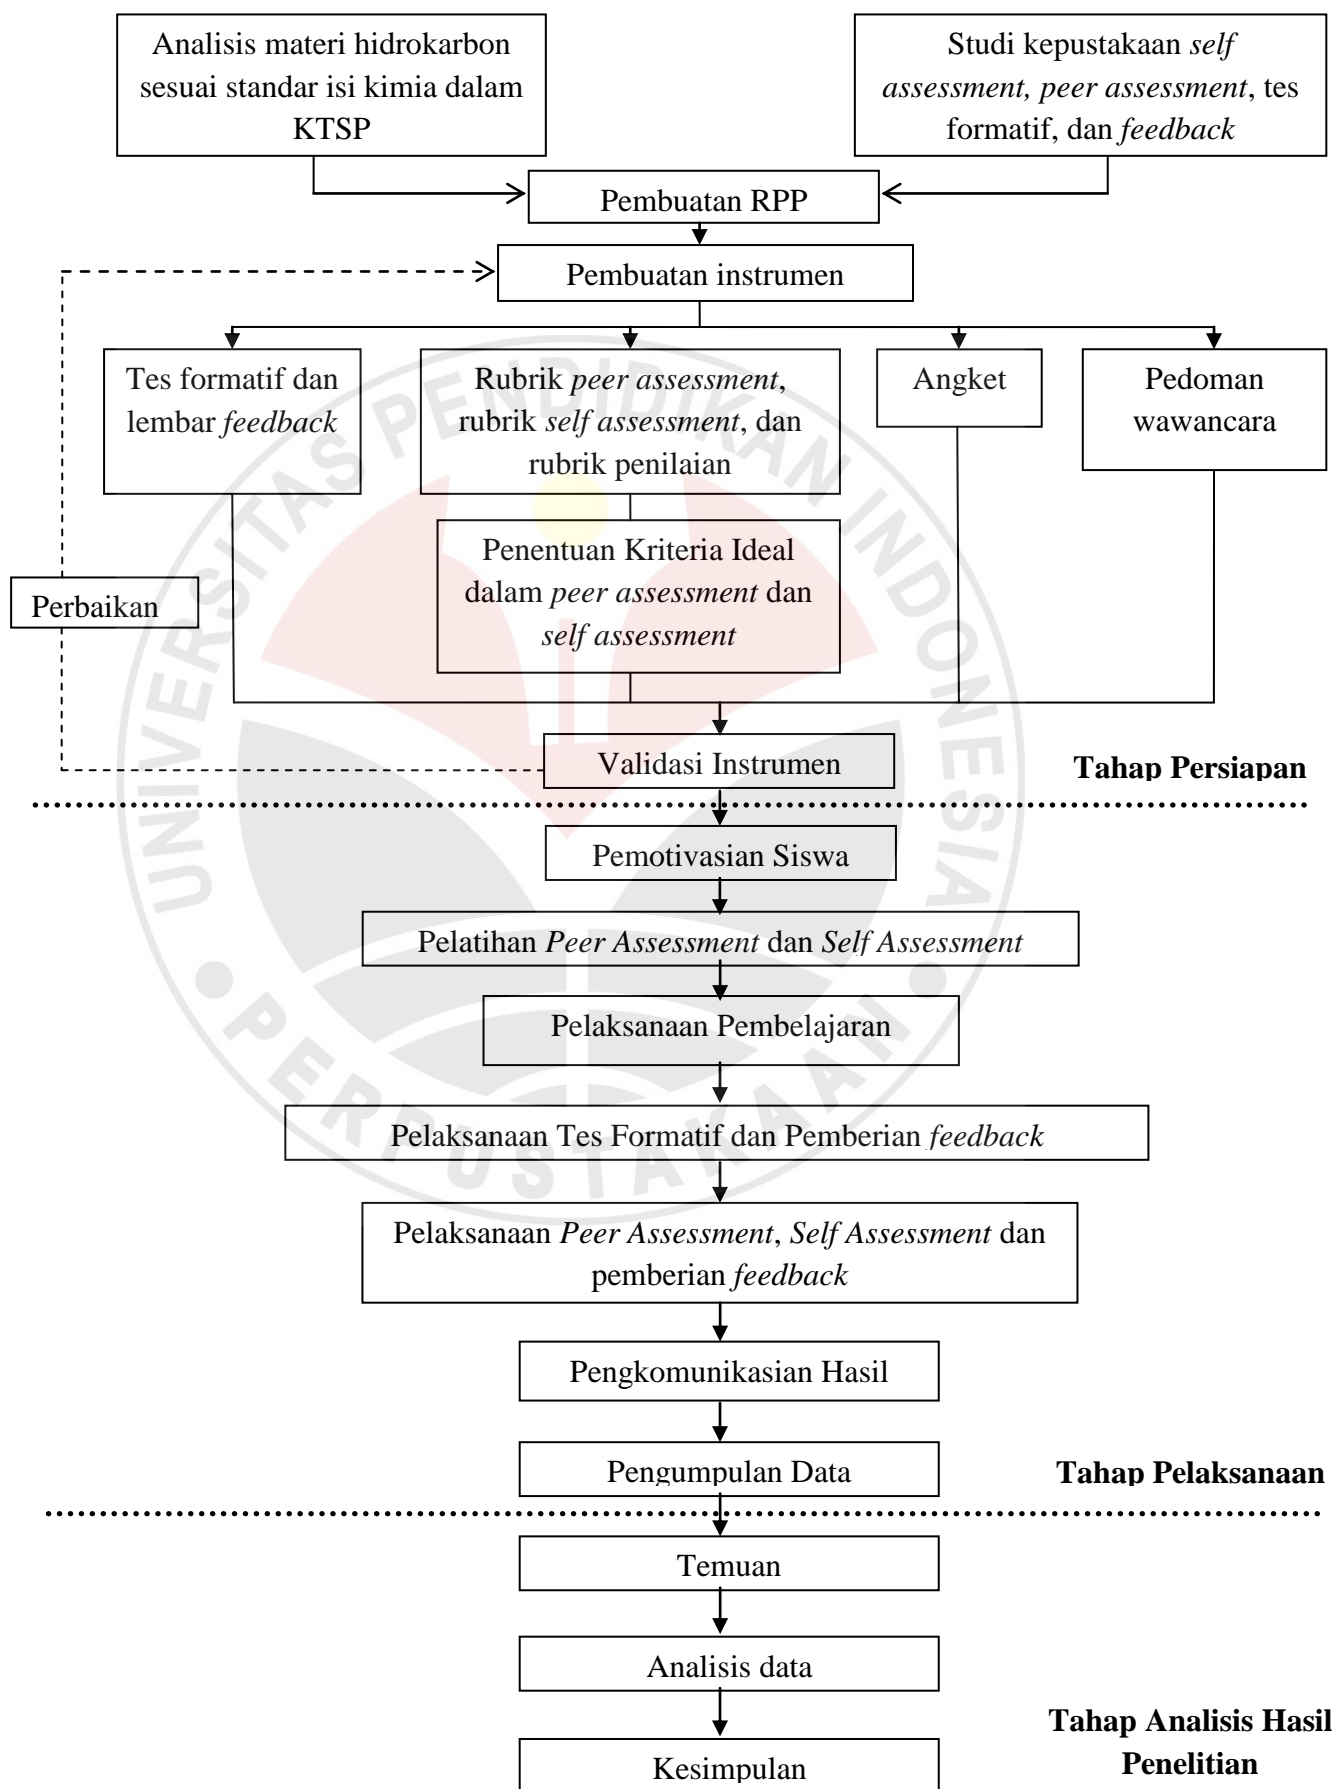 Analisis materi hidrokarbon
sesuai standar isi kimia dalam
KTSP
Studi kepustakaan self
assessment, peer assessment, tes
formatif, dan feedback
Pembuatan RPP
Pembuatan instrumen
Tes formatif dan
lembar feedback
Rubrik peer assessment,
rubrik self assessment, dan
rubrik penilaian
Angket
Pedoman
wawancara
Penentuan Kriteria Ideal
dalam peer assessment dan
self assessment
Perbaikan
Validasi Instrumen
Tahap Persiapan
Pemotivasian Siswa
Pelatihan Peer Assessment dan Self Assessment
Pelaksanaan Pembelajaran
Pelaksanaan Tes Formatif dan Pemberian feedback
Pelaksanaan Peer Assessment, Self Assessment dan
pemberian feedback
Pengkomunikasian Hasil
Pengumpulan Data
Tahap Pelaksanaan
Temuan
Analisis data
Kesimpulan
Tahap Analisis Hasil
Penelitian
UNIVERSITAS PENDIDIKAN INDONESIA
PERPUSTAKAAN